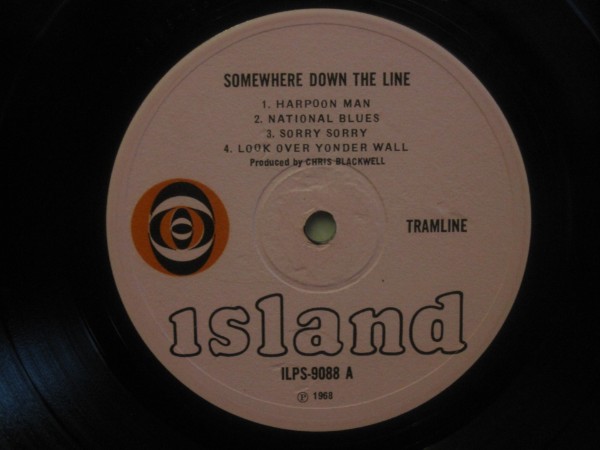 SOMEWHERE DOWN THE LINE
1. HARPOON MAN
2. NATIONAL BLUES
3. SORRY SORRY
4. LOOK OVER YONDER WALL
Produced by CHRIS BLACKWELL
TRAMLINE
ısland
ILPS-9088 A
℗ 1968